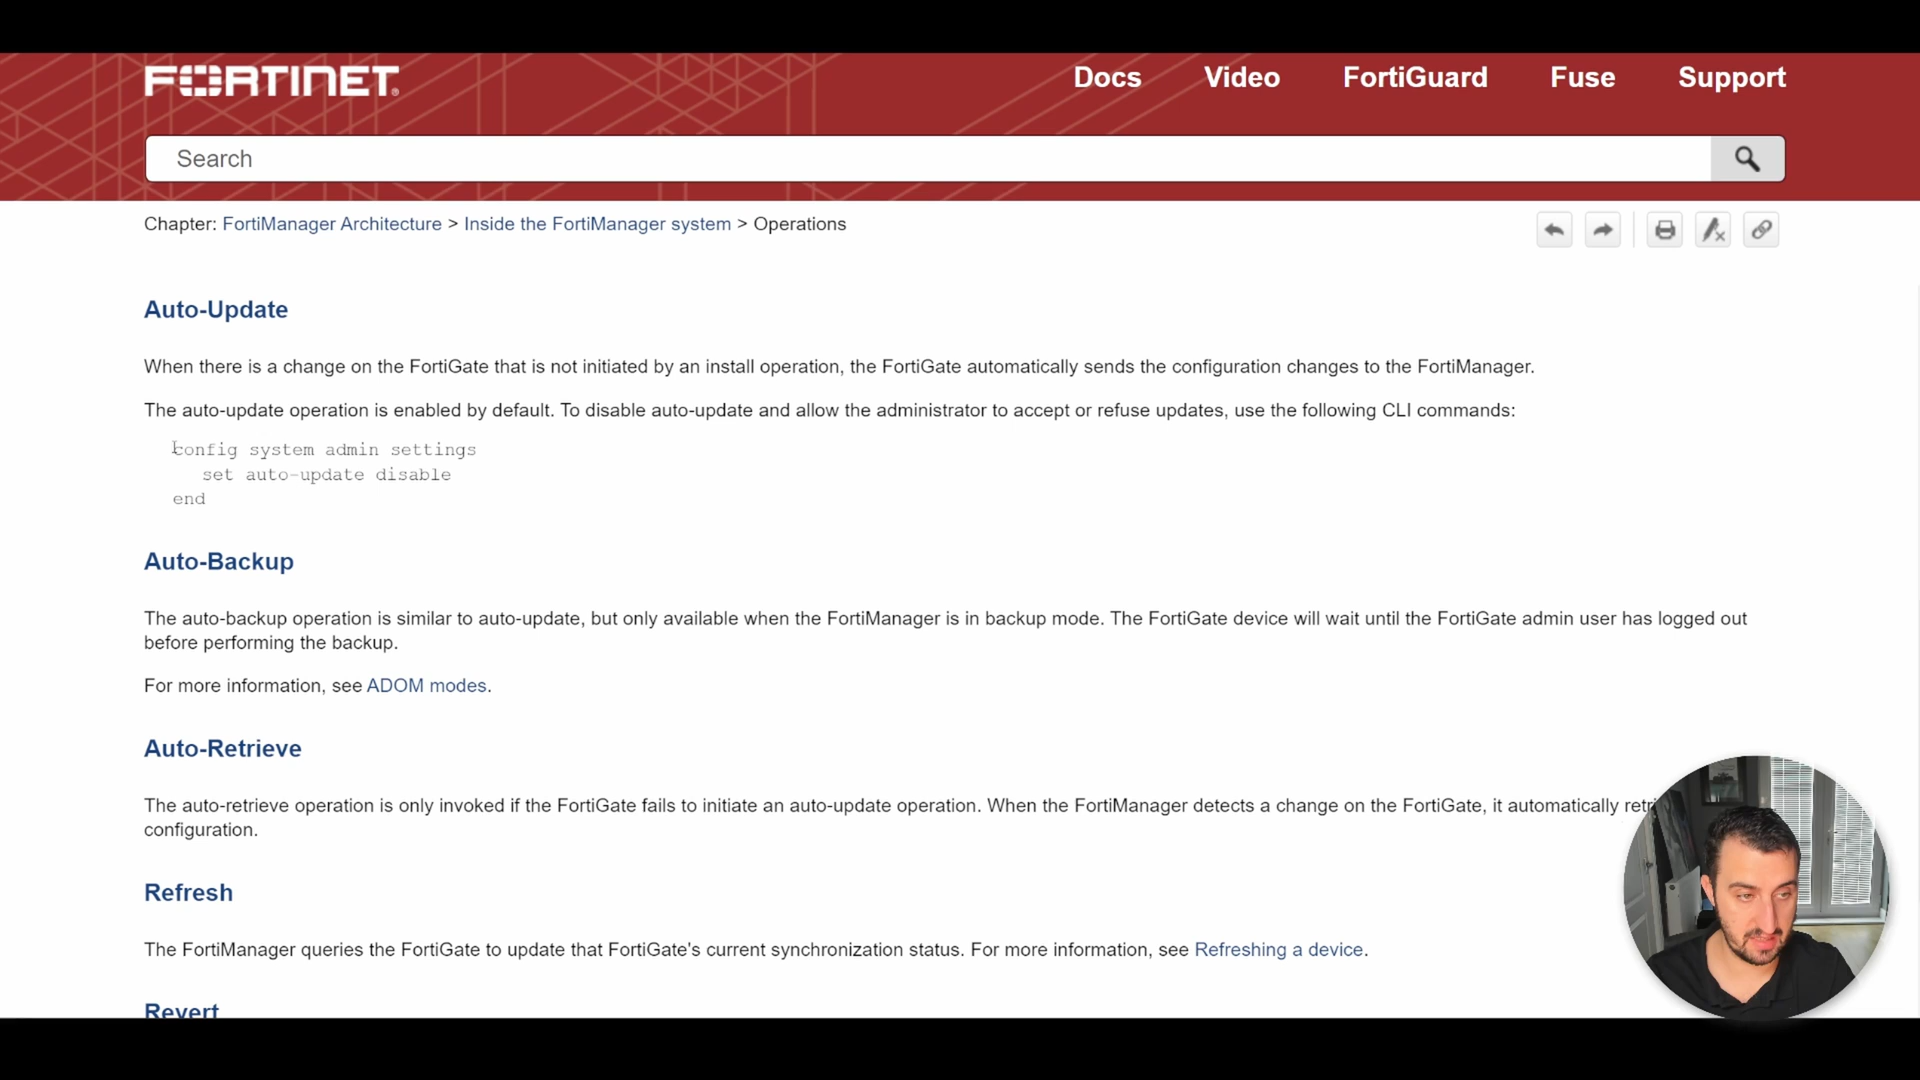 FORTINET
Docs Video FortiGuard Fuse Support
Search
Chapter: FortiManager Architecture > Inside the FortiManager system > Operations
Auto-Update
When there is a change on the FortiGate that is not initiated by an install operation, the FortiGate automatically sends the configuration changes to the FortiManager.
The auto-update operation is enabled by default. To disable auto-update and allow the administrator to accept or refuse updates, use the following CLI commands:
config system admin settings
set auto-update disable
end
Auto-Backup
The auto-backup operation is similar to auto-update, but only available when the FortiManager is in backup mode. The FortiGate device will wait until the FortiGate admin user has logged out
before performing the backup.
For more information, see ADOM modes.
Auto-Retrieve
The auto-retrieve operation is only invoked if the FortiGate fails to initiate an auto-update operation. When the FortiManager detects a change on the FortiGate, it automatically
configuration.
Refresh
The FortiManager queries the FortiGate to update that FortiGate's current synchronization status. For more information, see Refreshing a device.
Revert